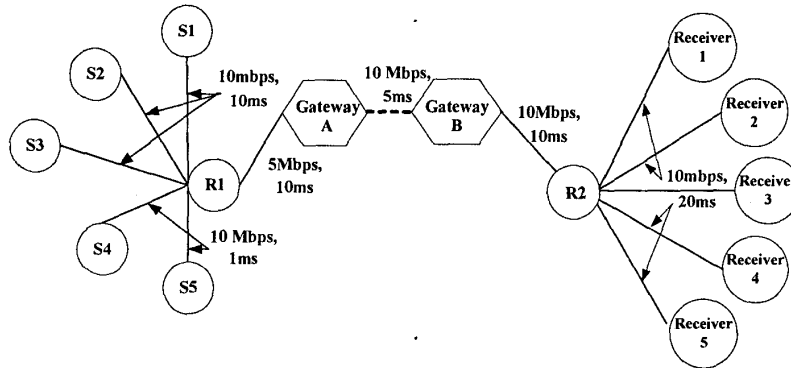 S1
S2
S3
S4
S5
10mbps,
10ms
10 Mbps,
1ms
R1
5Mbps,
10ms
Gateway
A
10 Mbps,
5ms
Gateway
B
10Mbps,
10ms
R2
10mbps,
20ms
Receiver
1
Receiver
2
Receive
3
Receiver
4
Receiver
5